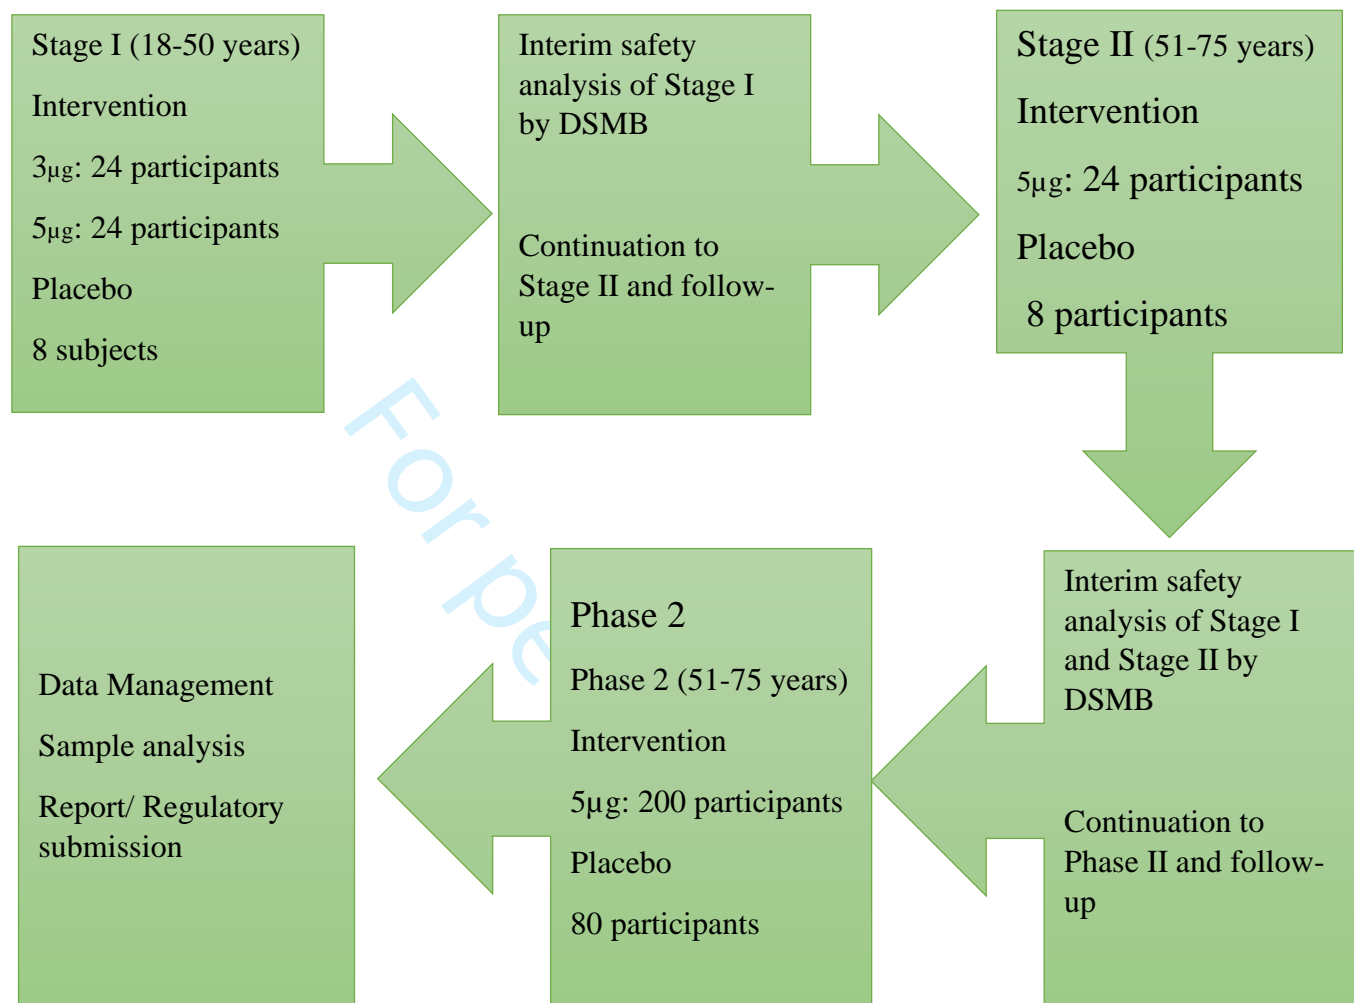 Stage I (18-50 years)
Intervention
3µg: 24 participants
5µg: 24 participants
Placebo
8 subjects
Interim safety
analysis of Stage I
by DSMB
Continuation to
Stage II and follow-
up
Stage II (51-75 years)
Intervention
5µg: 24 participants
Placebo
8 participants
Interim safety
analysis of Stage I
and Stage II by
DSMB
Continuation to
Phase II and follow-
up
Phase 2
Phase 2 (51-75 years)
Intervention
5µg: 200 participants
Placebo
80 participants
Data Management
Sample analysis
Report/ Regulatory
submission
For pe